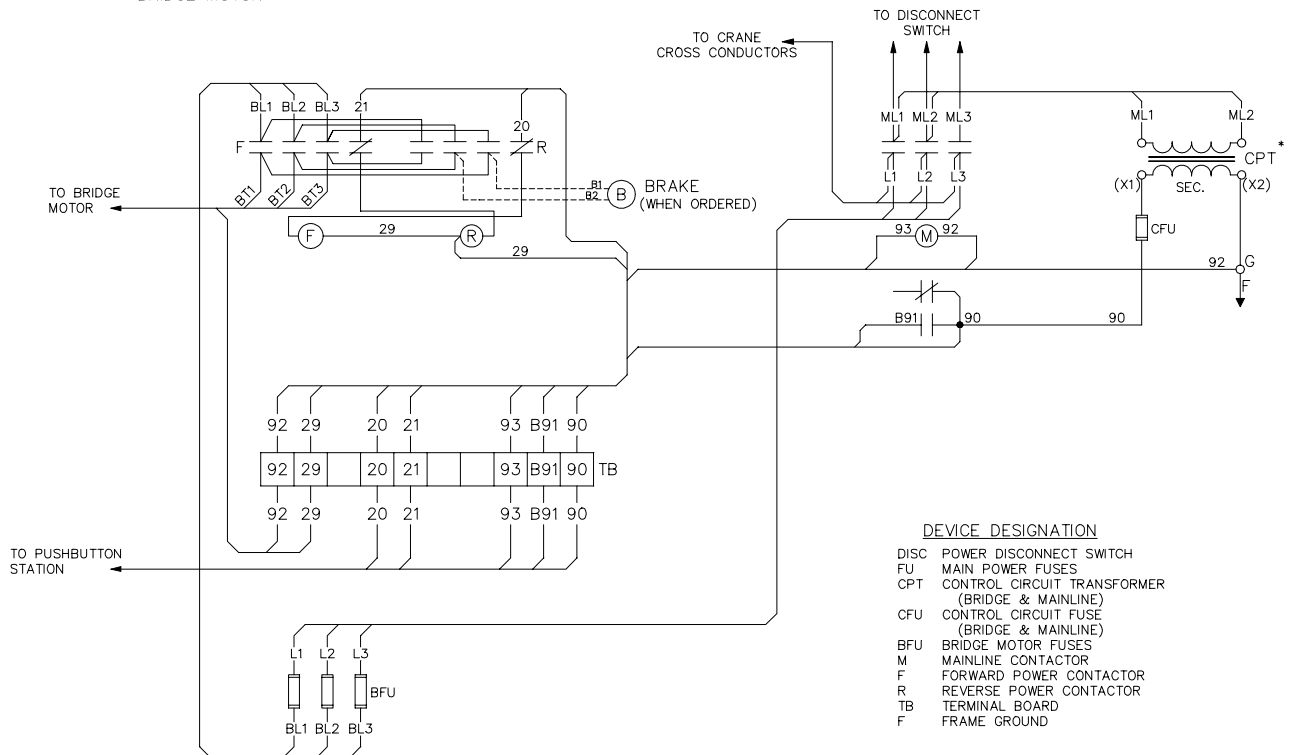 TO DISCONNECT
SWITCH
TO CRANE
CROSS CONDUCTORS
BL1 BL2 BL3 21
20
ML1 ML2 ML3
ML1 ML2
F R
CPT *
BT1 BT2 BT3
L1 L2 L3
(X1) SEC. (X2)
TO BRIDGE
MOTOR
B1
B2
B BRAKE
(WHEN ORDERED)
F 29 R
29
93 M 92
CFU
92 G
F
B91 90 90
92 29 20 21 93 B91 90
92 29 20 21 93 B91 90 TB
92 29 20 21 93 B91 90
TO PUSHBUTTON
STATION
L1 L2 L3
BFU
BL1 BL2 BL3
DEVICE DESIGNATION
DISC POWER DISCONNECT SWITCH
FU MAIN POWER FUSES
CPT CONTROL CIRCUIT TRANSFORMER
(BRIDGE & MAINLINE)
CFU CONTROL CIRCUIT FUSE
(BRIDGE & MAINLINE)
BFU BRIDGE MOTOR FUSES
M MAINLINE CONTACTOR
F FORWARD POWER CONTACTOR
R REVERSE POWER CONTACTOR
TB TERMINAL BOARD
F FRAME GROUND